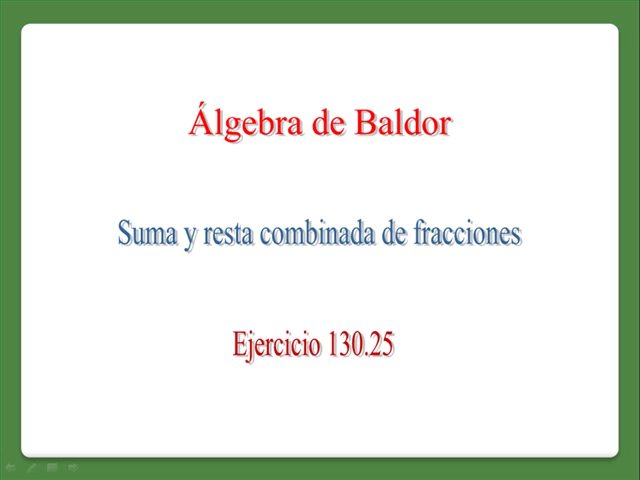 Álgebra de Baldor
Suma y resta combinada de fracciones
Ejercicio 130.25